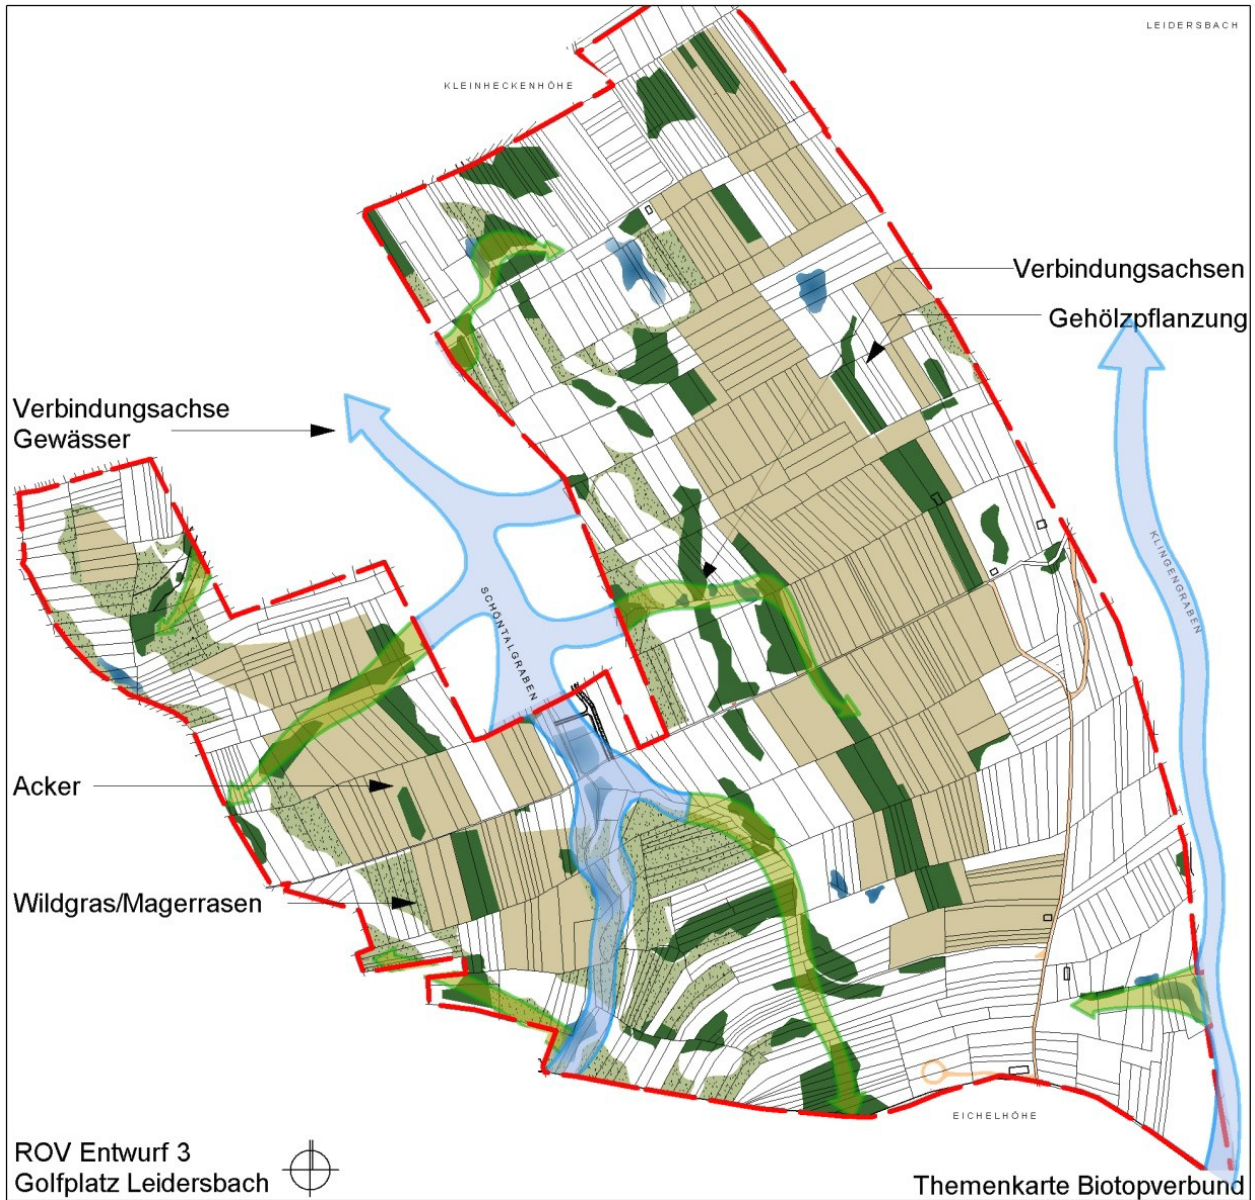 LEIDERSBACH
KLEINHECKENHÖHE
Verbindungsachsen
Gehölzpflanzung
Verbindungsachse
Gewässer
KLINGENGRABEN
SCHÖNTALGRABEN
Acker
Wildgras/Magerrasen
EICHELHÖHE
ROV Entwurf 3
Golfplatz Leidersbach
Themenkarte Biotopverbund